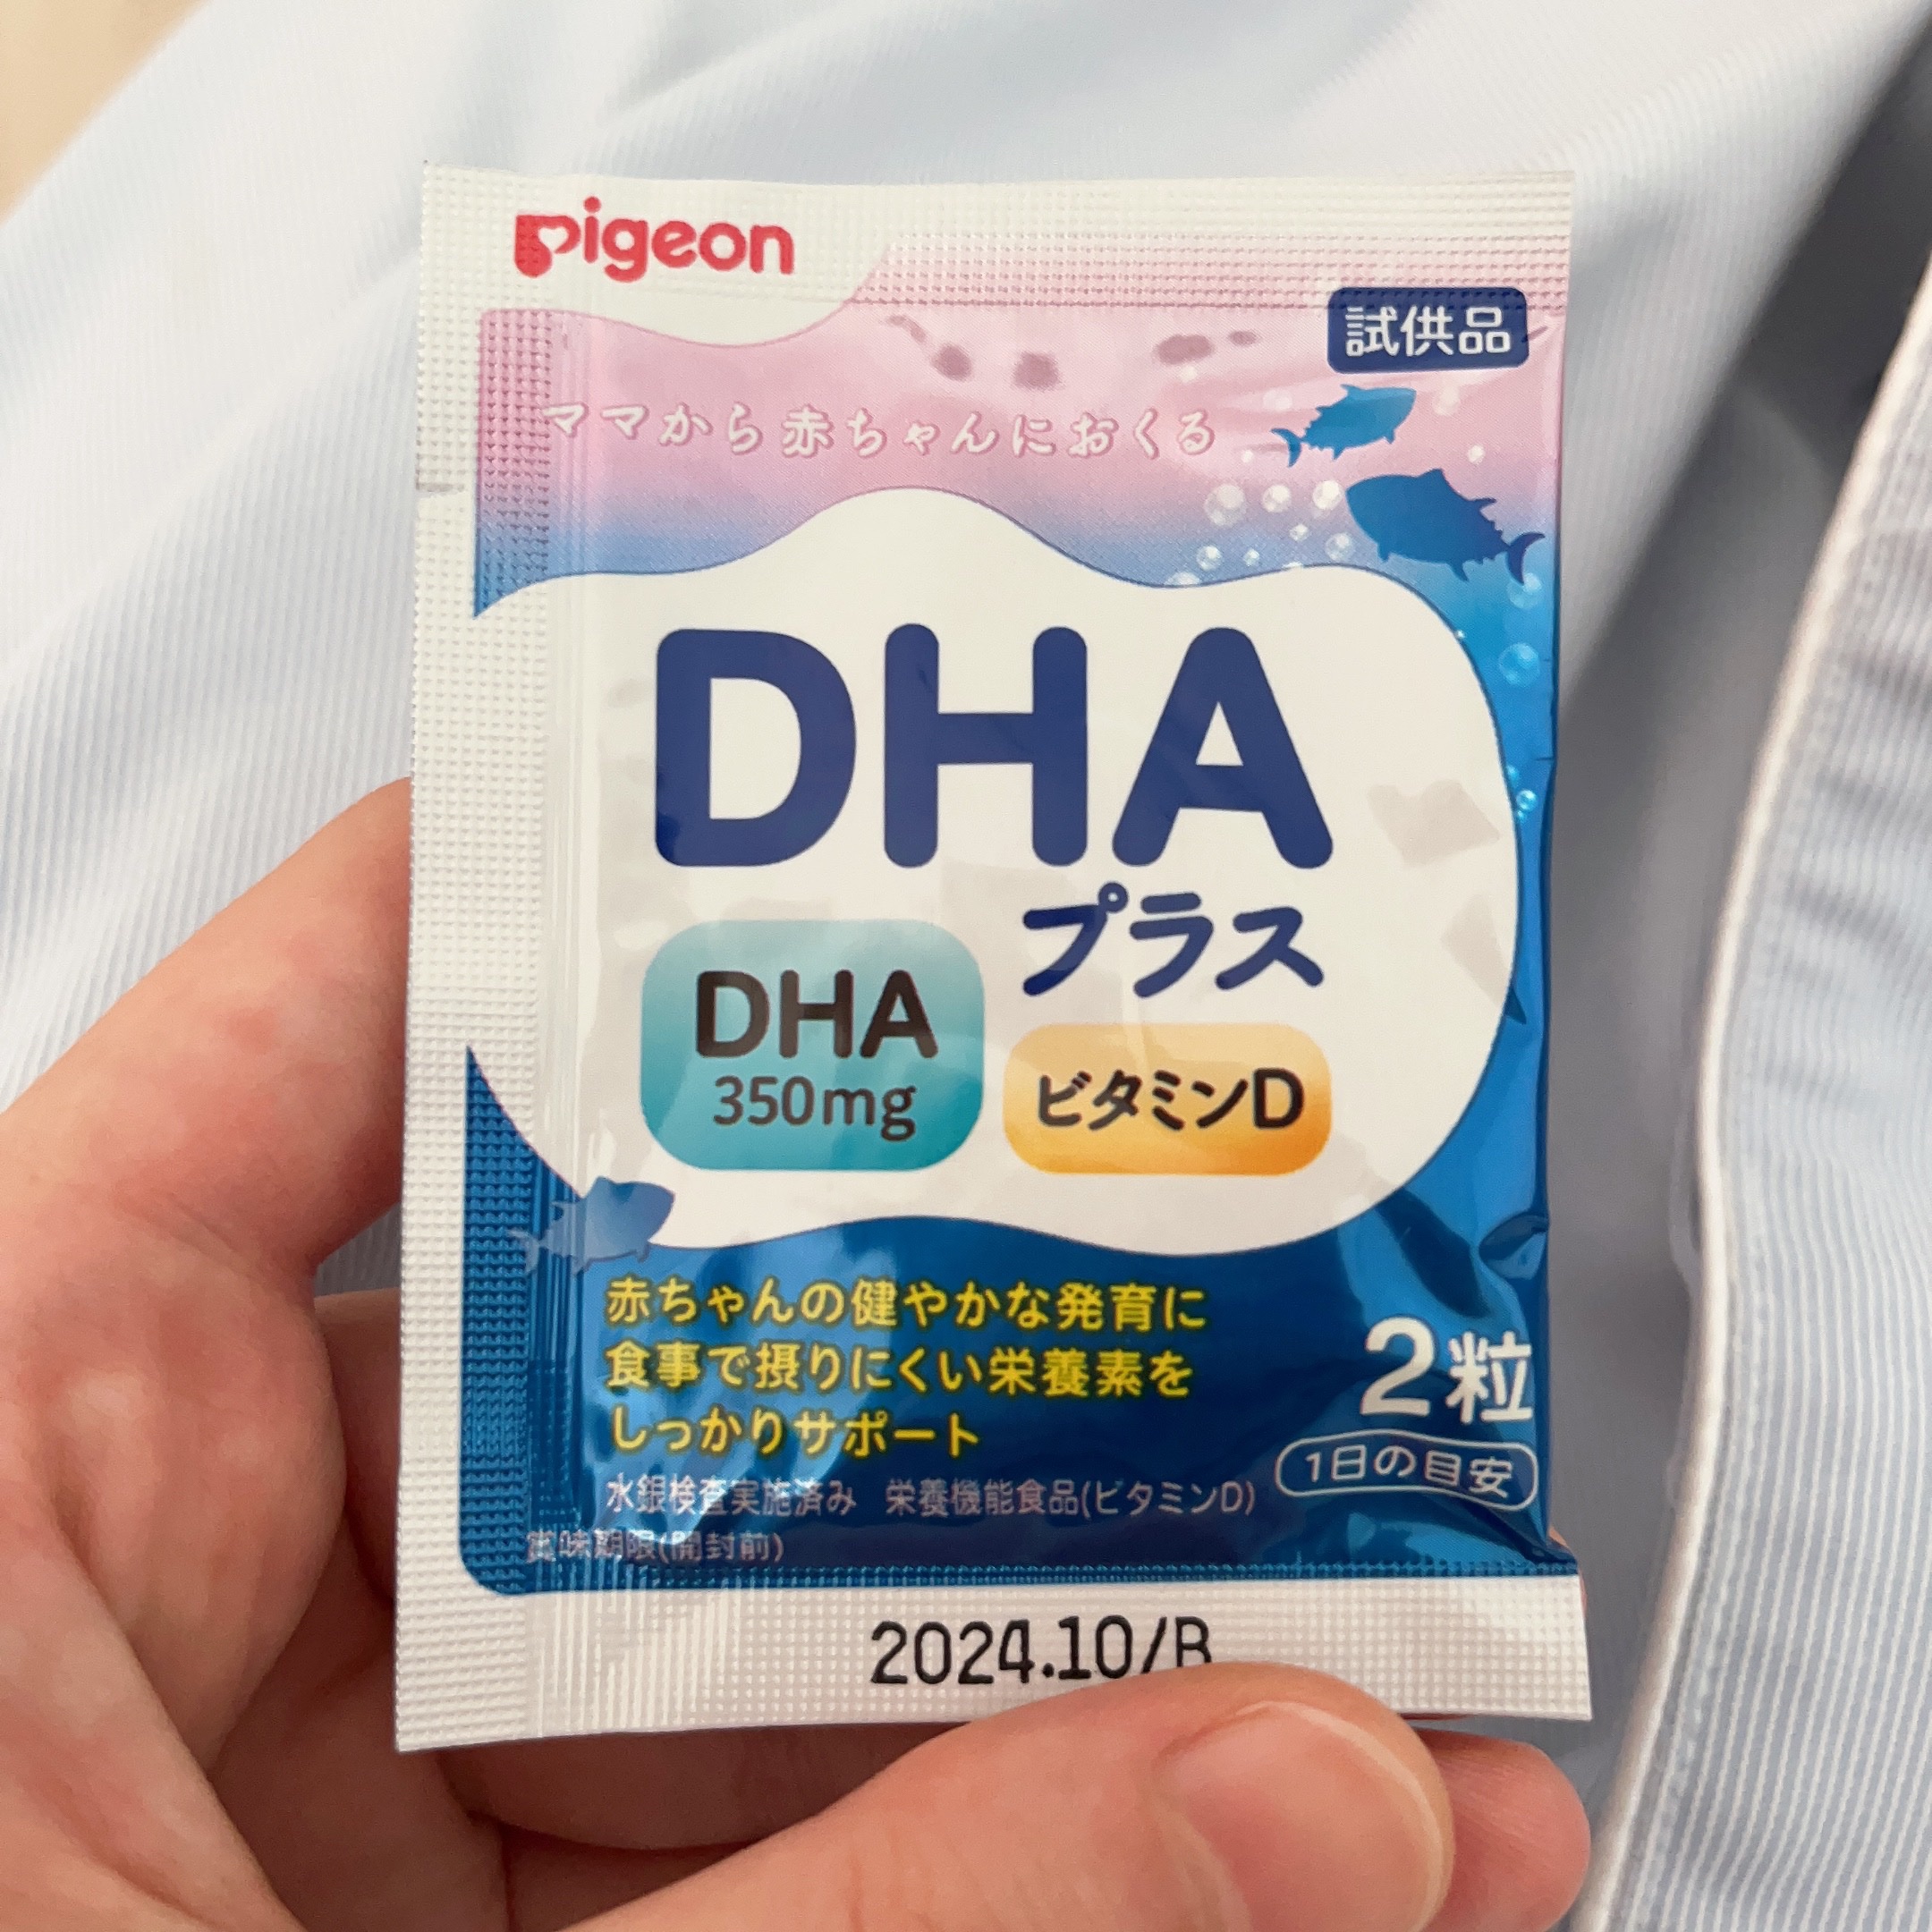 pigeon
試供品
ママから赤ちゃんにおくる
DHA
プラス
DHA
350mg
ビタミンD
赤ちゃんの健やかな発育に
食事で摂りにくい栄養素を
しっかりサポート
2粒
1日の目安
水銀検査実施済み 栄養機能食品(ビタミンD)
賞味期限(開封前)
2024.10/B